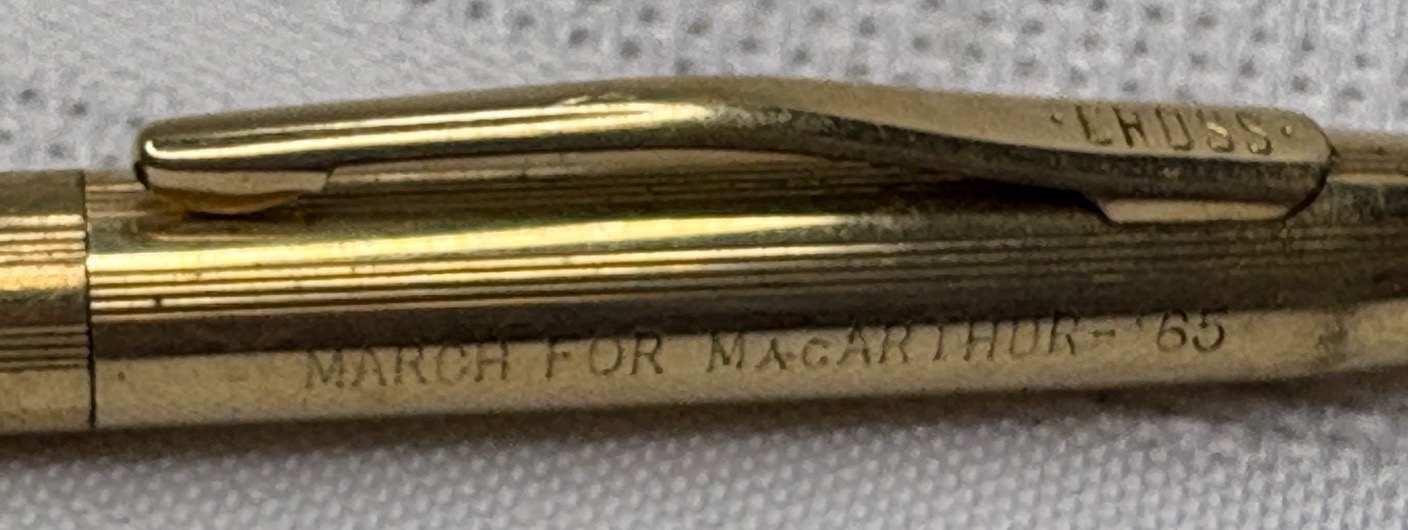 · CROSS ·
MARCH FOR MacARTHUR - '65